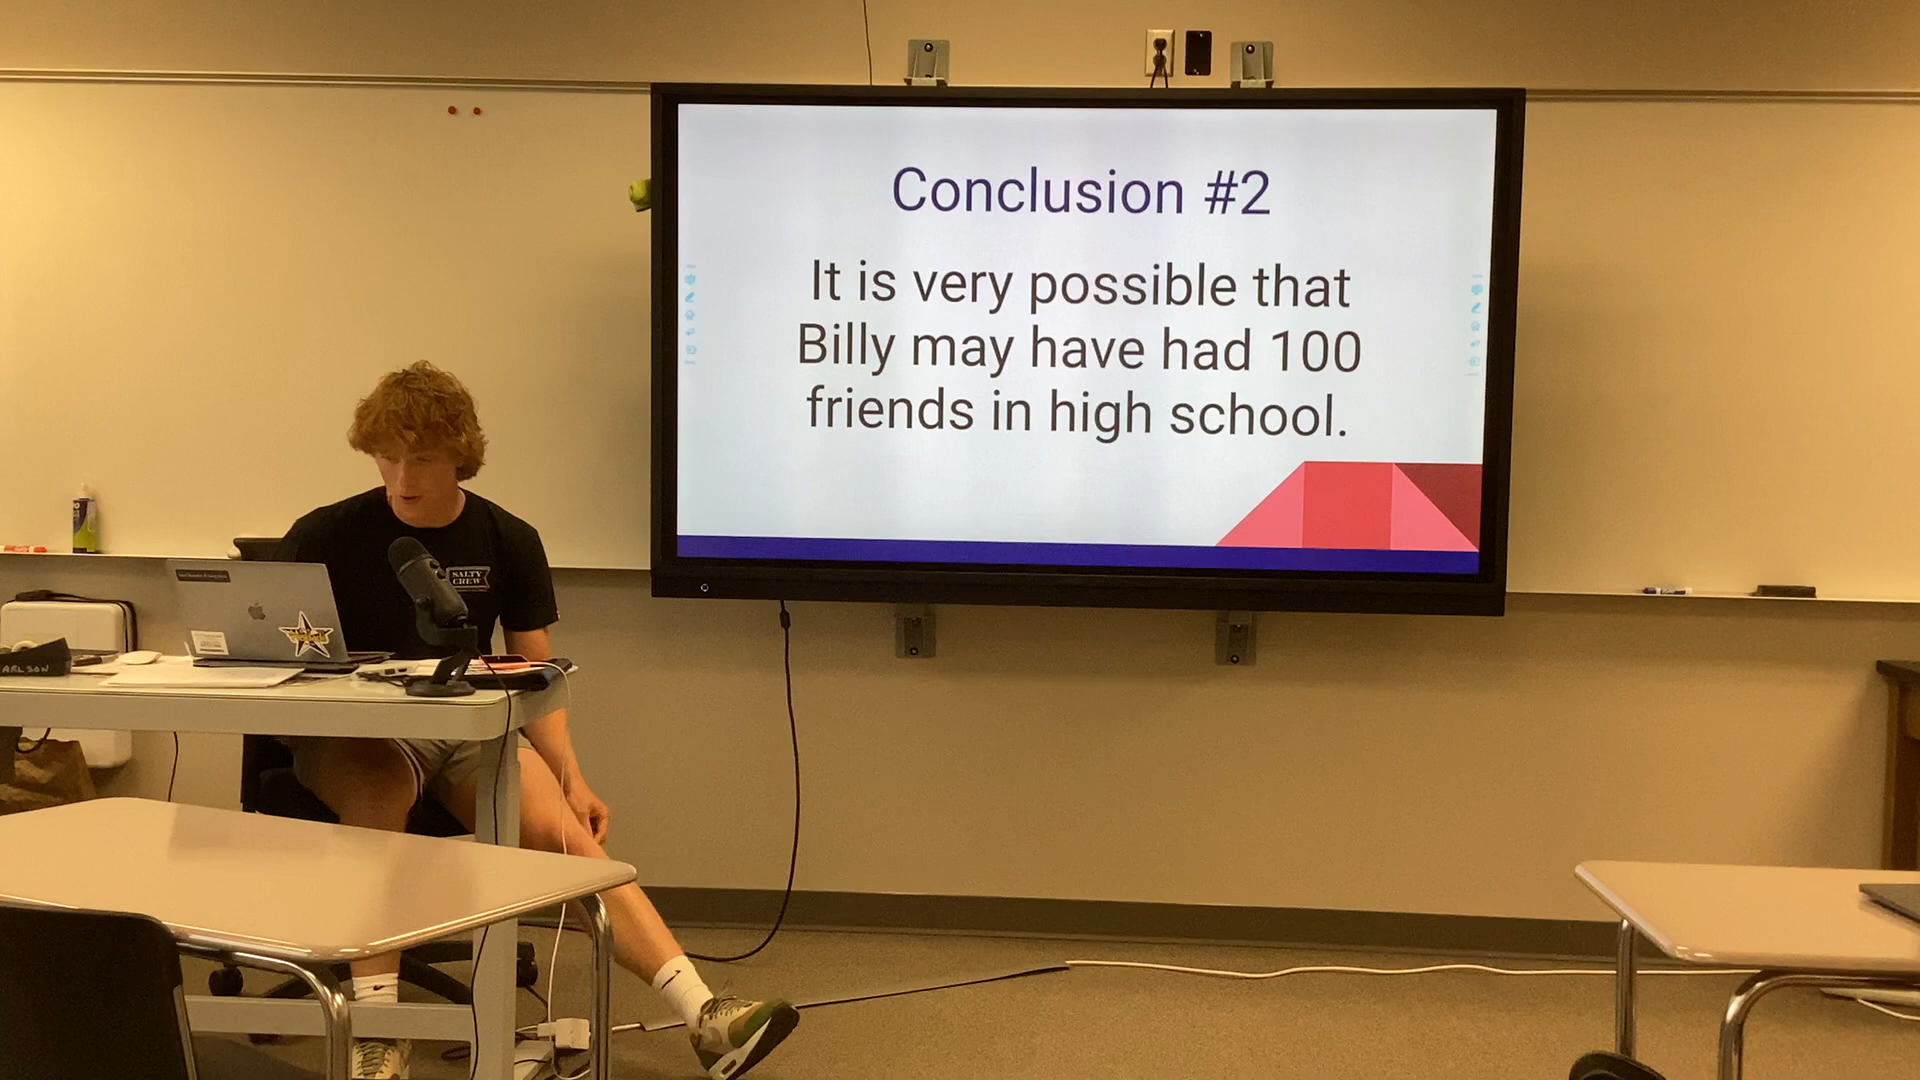 Conclusion #2
It is very possible that
Billy may have had 100
friends in high school.
SALTY
CREW
ARLSON